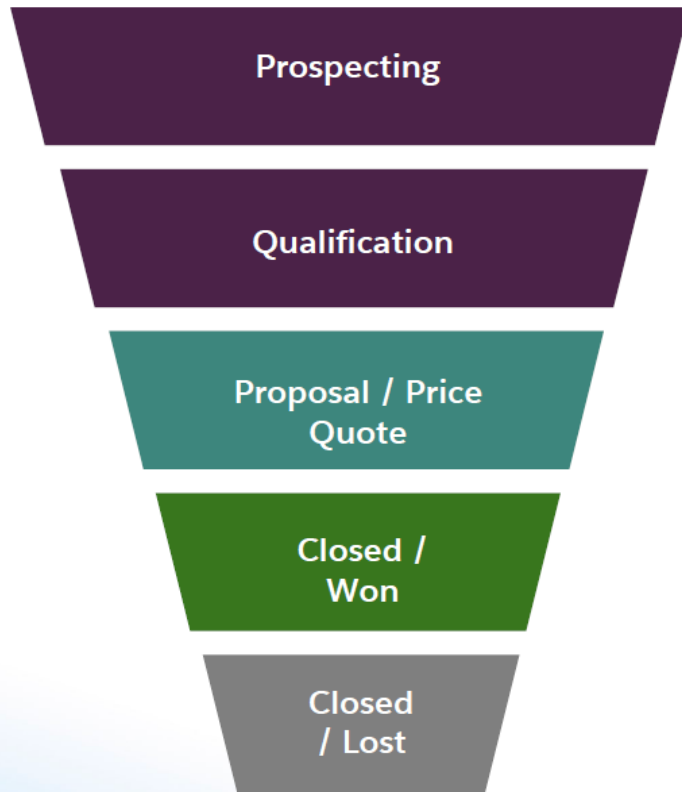 Prospecting
Qualification
Proposal / Price
Quote
Closed /
Won
Closed
/ Lost